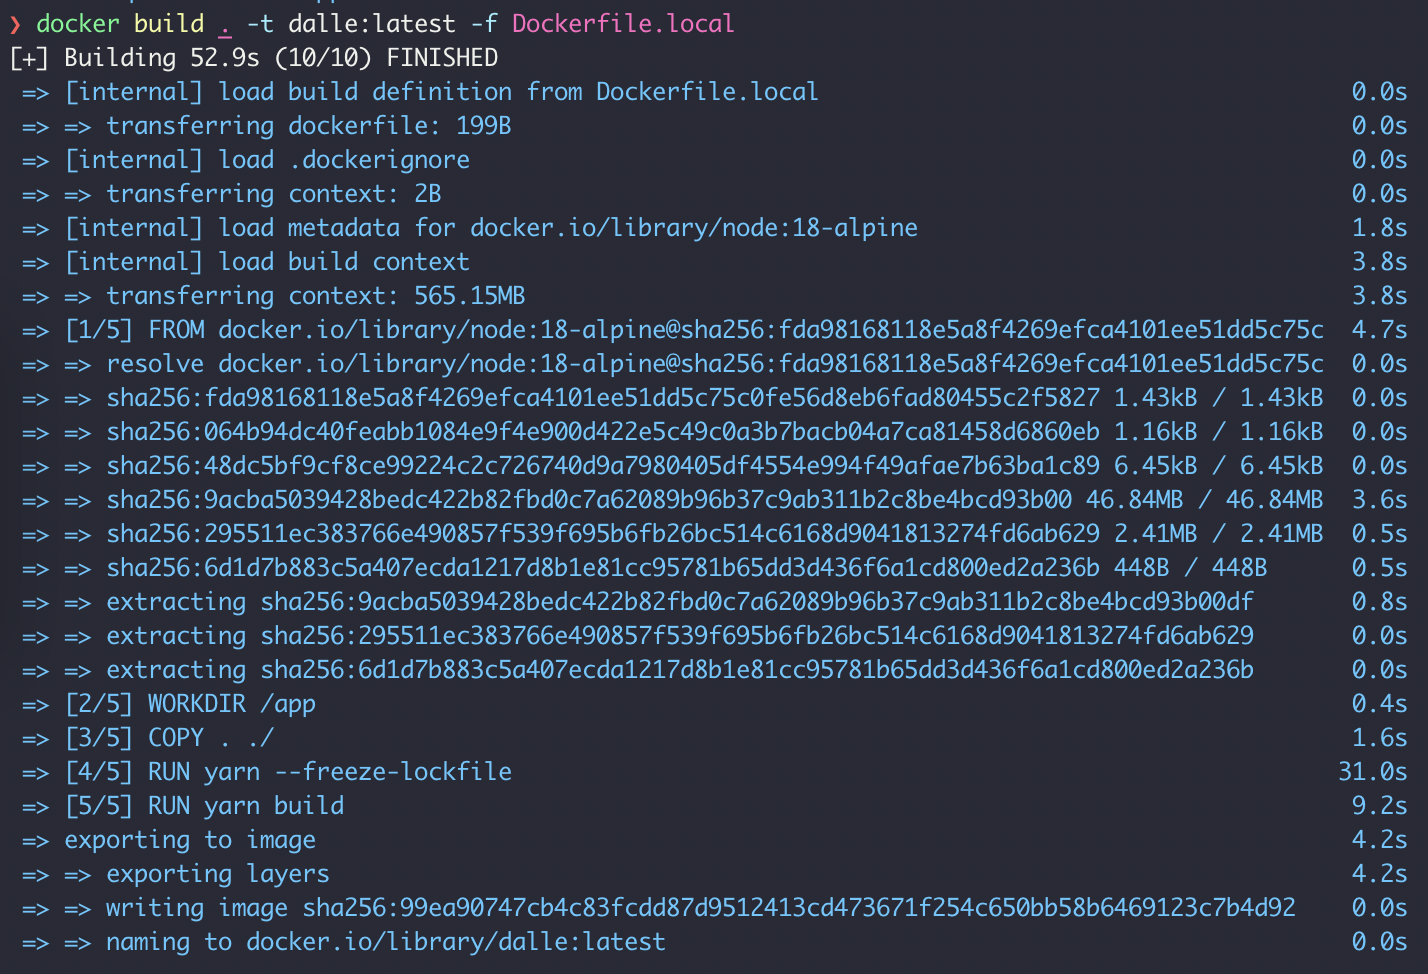 ❯ docker build . -t dalle:latest -f Dockerfile.local
[+] Building 52.9s (10/10) FINISHED
=> [internal] load build definition from Dockerfile.local 0.0s
=> => transferring dockerfile: 199B 0.0s
=> [internal] load .dockerignore 0.0s
=> => transferring context: 2B 0.0s
=> [internal] load metadata for docker.io/library/node:18-alpine 1.8s
=> [internal] load build context 3.8s
=> => transferring context: 565.15MB 3.8s
=> [1/5] FROM docker.io/library/node:18-alpine@sha256:fda98168118e5a8f4269efca4101ee51dd5c75c 4.7s
=> => resolve docker.io/library/node:18-alpine@sha256:fda98168118e5a8f4269efca4101ee51dd5c75c 0.0s
=> => sha256:fda98168118e5a8f4269efca4101ee51dd5c75c0fe56d8eb6fad80455c2f5827 1.43kB / 1.43kB 0.0s
=> => sha256:064b94dc40feabb1084e9f4e900d422e5c49c0a3b7bacb04a7ca81458d6860eb 1.16kB / 1.16kB 0.0s
=> => sha256:48dc5bf9cf8ce99224c2c726740d9a7980405df4554e994f49afae7b63ba1c89 6.45kB / 6.45kB 0.0s
=> => sha256:9acba5039428bedc422b82fbd0c7a62089b96b37c9ab311b2c8be4bcd93b00 46.84MB / 46.84MB 3.6s
=> => sha256:295511ec383766e490857f539f695b6fb26bc514c6168d9041813274fd6ab629 2.41MB / 2.41MB 0.5s
=> => sha256:6d1d7b883c5a407ecda1217d8b1e81cc95781b65dd3d436f6a1cd800ed2a236b 448B / 448B 0.5s
=> => extracting sha256:9acba5039428bedc422b82fbd0c7a62089b96b37c9ab311b2c8be4bcd93b00df 0.8s
=> => extracting sha256:295511ec383766e490857f539f695b6fb26bc514c6168d9041813274fd6ab629 0.0s
=> => extracting sha256:6d1d7b883c5a407ecda1217d8b1e81cc95781b65dd3d436f6a1cd800ed2a236b 0.0s
=> [2/5] WORKDIR /app 0.4s
=> [3/5] COPY . ./ 1.6s
=> [4/5] RUN yarn --freeze-lockfile 31.0s
=> [5/5] RUN yarn build 9.2s
=> exporting to image 4.2s
=> => exporting layers 4.2s
=> => writing image sha256:99ea90747cb4c83fcdd87d9512413cd473671f254c650bb58b6469123c7b4d92 0.0s
=> => naming to docker.io/library/dalle:latest 0.0s